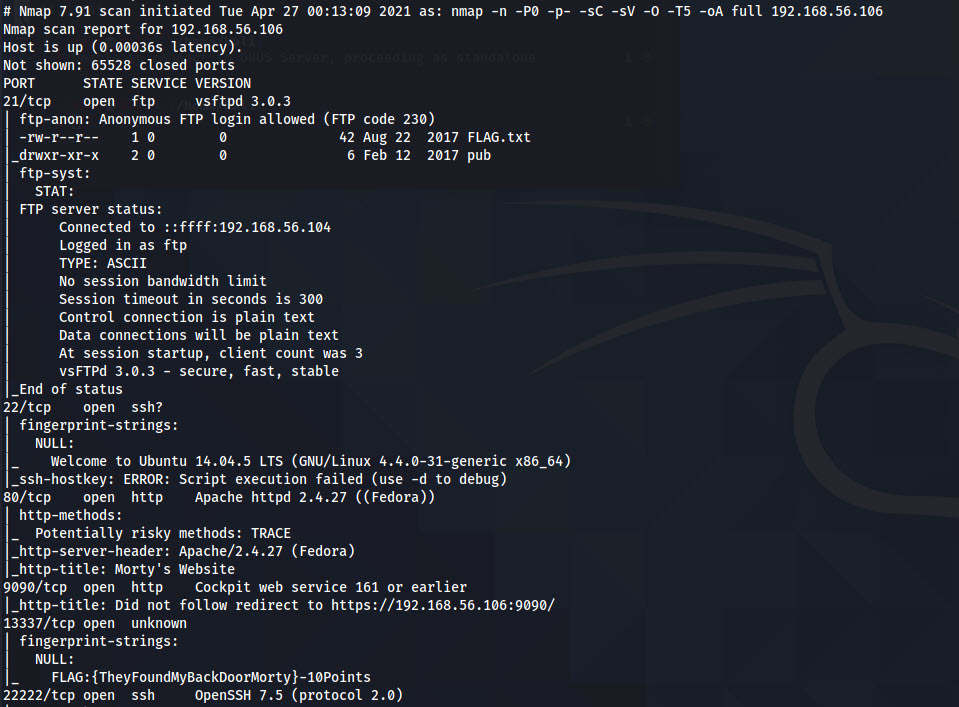 # Nmap 7.91 scan initiated Tue Apr 27 00:13:09 2021 as: nmap -n -P0 -p- -sC -sV -O -T5 -oA full 192.168.56.106
Nmap scan report for 192.168.56.106
Host is up (0.00036s latency).
Not shown: 65528 closed ports
PORT      STATE SERVICE VERSION
21/tcp    open  ftp     vsftpd 3.0.3
| ftp-anon: Anonymous FTP login allowed (FTP code 230)
| -rw-r--r--    1 0        0              42 Aug 22  2017 FLAG.txt
|_drwxr-xr-x    2 0        0               6 Feb 12  2017 pub
| ftp-syst:
|   STAT:
| FTP server status:
|      Connected to ::ffff:192.168.56.104
|      Logged in as ftp
|      TYPE: ASCII
|      No session bandwidth limit
|      Session timeout in seconds is 300
|      Control connection is plain text
|      Data connections will be plain text
|      At session startup, client count was 3
|      vsFTPd 3.0.3 - secure, fast, stable
|_End of status
22/tcp    open  ssh?
| fingerprint-strings:
|   NULL:
|_    Welcome to Ubuntu 14.04.5 LTS (GNU/Linux 4.4.0-31-generic x86_64)
|_ssh-hostkey: ERROR: Script execution failed (use -d to debug)
80/tcp    open  http    Apache httpd 2.4.27 ((Fedora))
| http-methods:
|_  Potentially risky methods: TRACE
|_http-server-header: Apache/2.4.27 (Fedora)
|_http-title: Morty's Website
9090/tcp  open  http    Cockpit web service 161 or earlier
|_http-title: Did not follow redirect to https://192.168.56.106:9090/
13337/tcp open  unknown
| fingerprint-strings:
|   NULL:
|_    FLAG:{TheyFoundMyBackDoorMorty}-10Points
22222/tcp open  ssh     OpenSSH 7.5 (protocol 2.0)